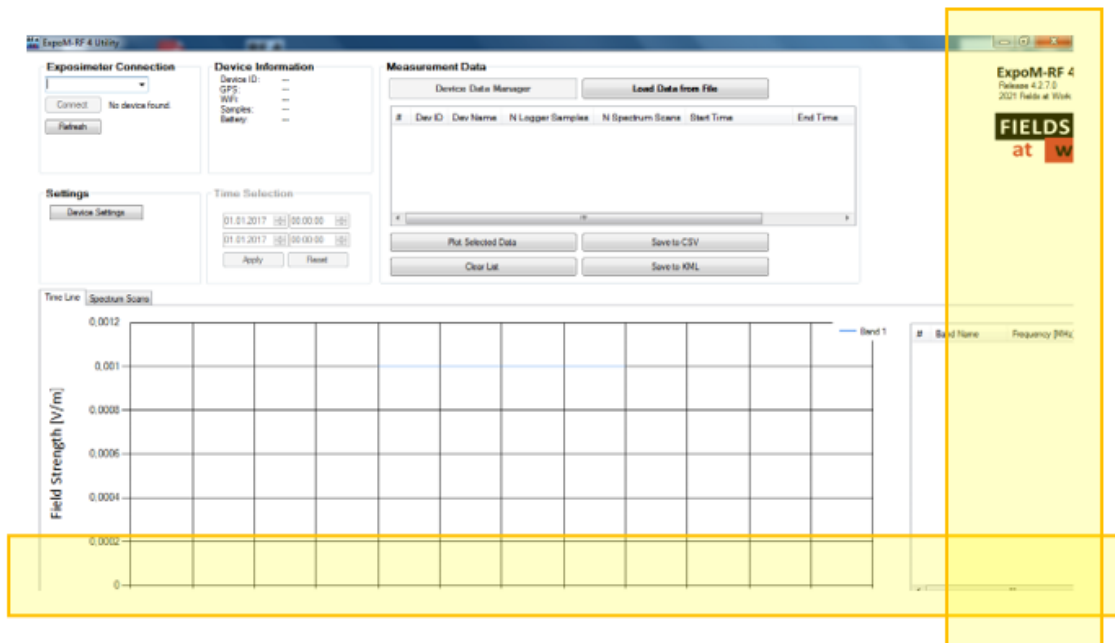 ExpoM-RF 4 Utility
Exposimeter Connection
Connect No device found.
Refresh
Device Information
Device ID: ---
GPS: ---
WiFi: ---
Samples: ---
Battery: ---
Measurement Data
Device Data Manager Load Data from File
# Dev ID Dev Name N Logger Samples N Spectrum Scans Start Time End Time
ExpoM-RF 4
Release 4.2.7.0
2021 Fields at Work
FIELDS
at W
Settings
Device Settings
Time Selection
01.01.2017 00:00:00
01.01.2017 00:00:00
Apply Reset
Plot Selected Data Save to CSV
Clear List Save to KML
Time Line Spectrum Scans
0,0012
0,001
0,0008
0,0006
0,0004
0,0002
0
Field Strength [V/m]
Band 1
# Band Name Frequency [MHz]